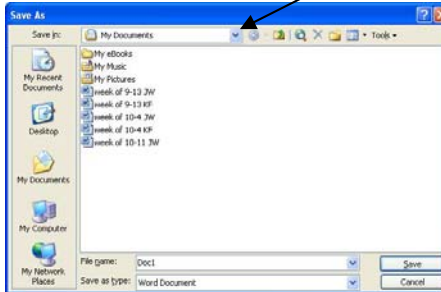 Save As
Save in: My Documents Tools
My eBooks
My Music
My Pictures
week of 9-13 JW
week of 9-13 KF
week of 10-4 JW
week of 10-4 KF
week of 10-11 JW
My Recent
Documents
Desktop
My Documents
My Computer
My Network
Places
File name: Doc1 Save
Save as type: Word Document Cancel